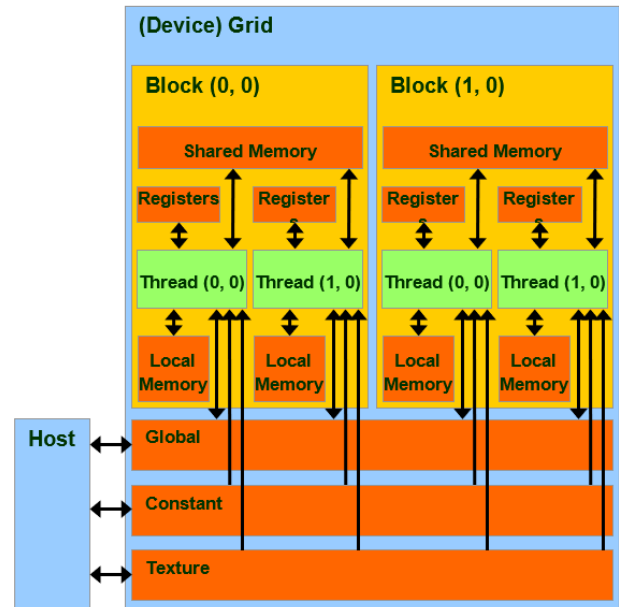 (Device) Grid
Block (0, 0)
Block (1, 0)
Shared Memory
Shared Memory
Registers
Register
s
Register
s
Register
s
Thread (0, 0)
Thread (1, 0)
Thread (0, 0)
Thread (1, 0)
Local
Memory
Local
Memory
Local
Memory
Local
Memory
Host
Global
Constant
Texture